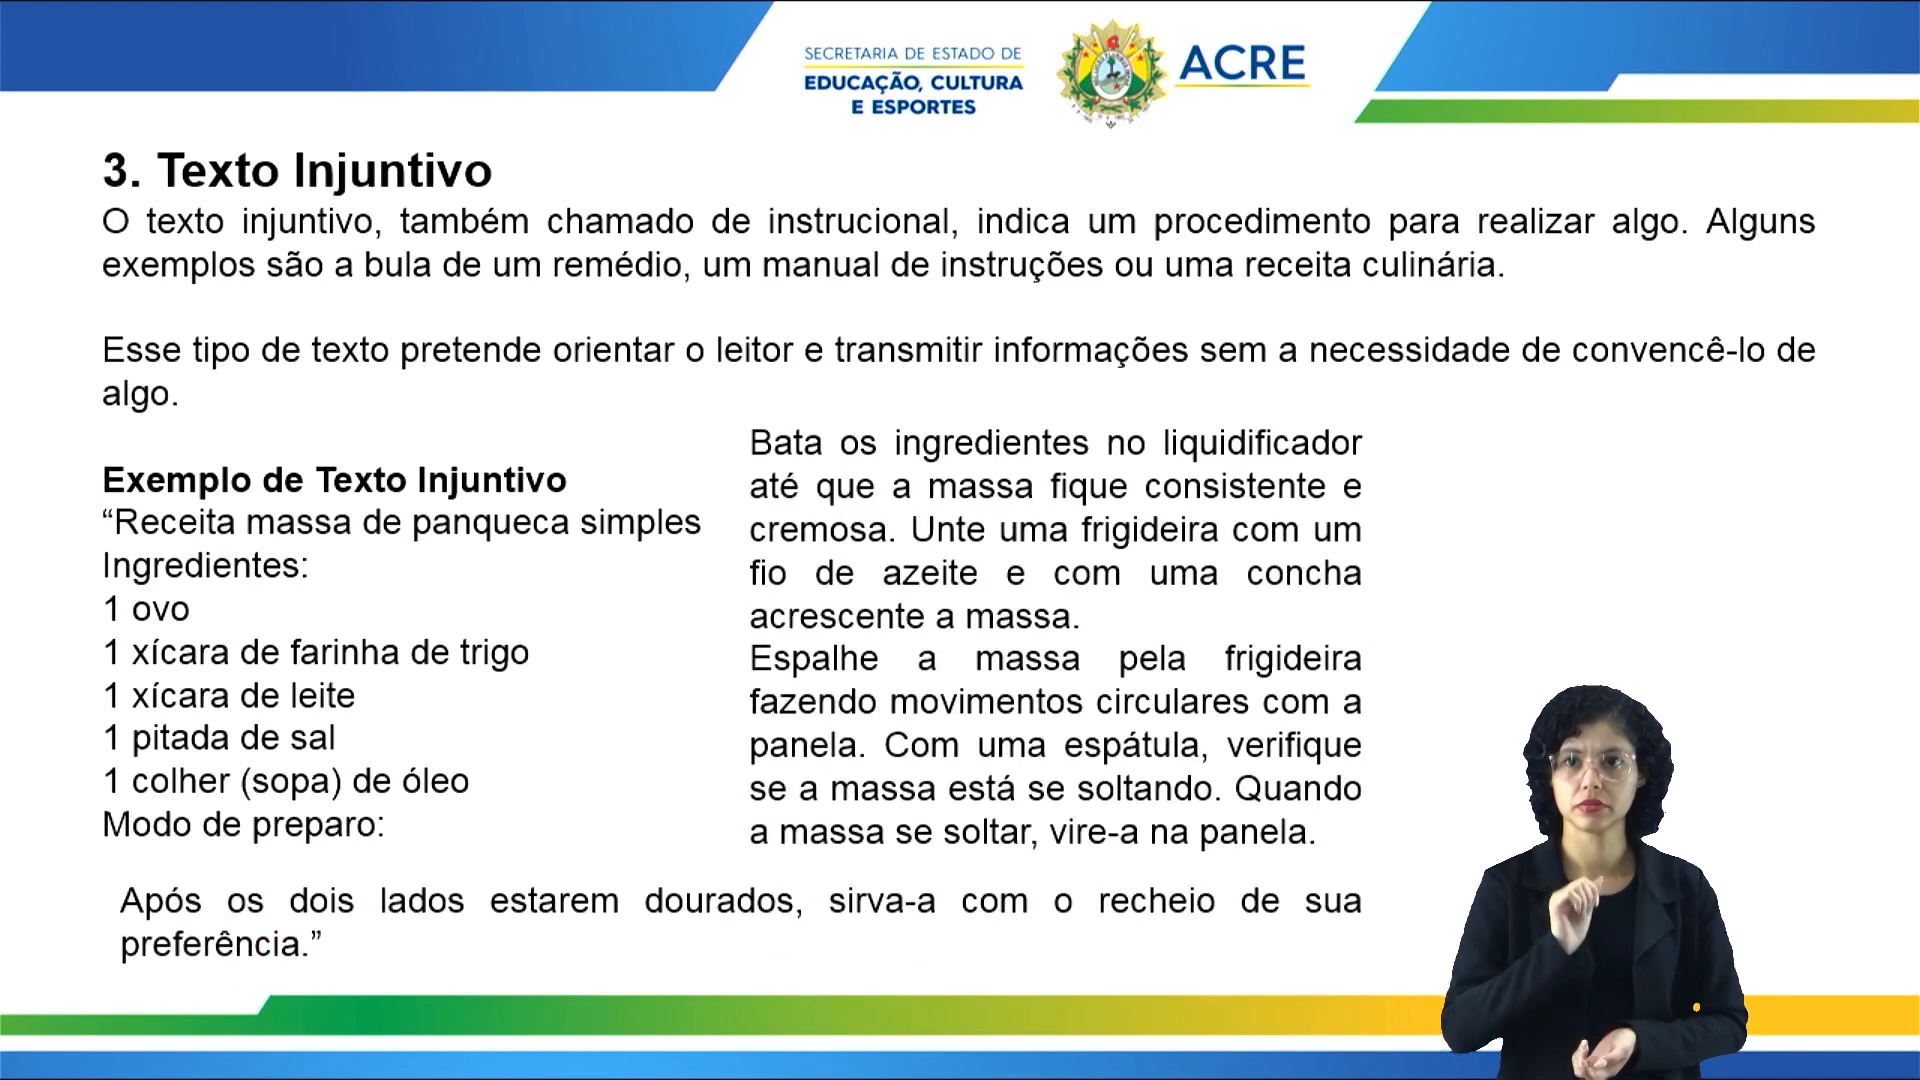 SECRETARIA DE ESTADO DE
EDUCAÇÃO, CULTURA
E ESPORTES
ACRE
3. Texto Injuntivo
O texto injuntivo, também chamado de instrucional, indica um procedimento para realizar algo. Alguns
exemplos são a bula de um remédio, um manual de instruções ou uma receita culinária.
Esse tipo de texto pretende orientar o leitor e transmitir informações sem a necessidade de convencê-lo de
algo.
Exemplo de Texto Injuntivo
“Receita massa de panqueca simples
Ingredientes:
1 ovo
1 xícara de farinha de trigo
1 xícara de leite
1 pitada de sal
1 colher (sopa) de óleo
Modo de preparo:
Bata os ingredientes no liquidificador
até que a massa fique consistente e
cremosa. Unte uma frigideira com um
fio de azeite e com uma concha
acrescente a massa.
Espalhe a massa pela frigideira
fazendo movimentos circulares com a
panela. Com uma espátula, verifique
se a massa está se soltando. Quando
a massa se soltar, vire-a na panela.
Após os dois lados estarem dourados, sirva-a com o recheio de sua
preferência.”